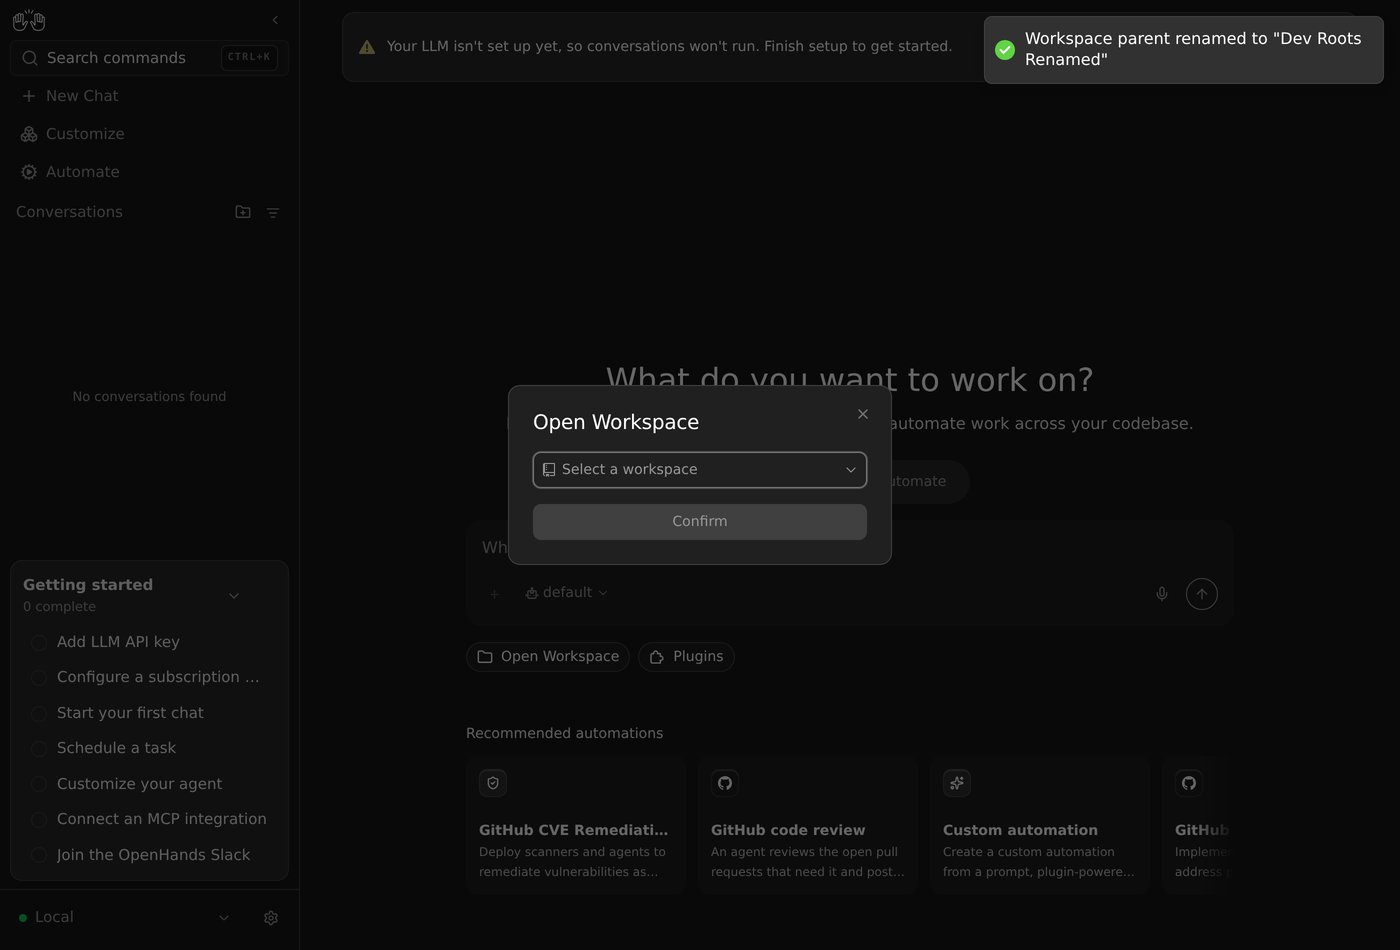 Search commands
CTRL+K
New Chat
Customize
Automate
Conversations
No conversations found
Getting started
0 complete
Add LLM API key
Configure a subscription ...
Start your first chat
Schedule a task
Customize your agent
Connect an MCP integration
Join the OpenHands Slack
Local
Your LLM isn't set up yet, so conversations won't run. Finish setup to get started.
Workspace parent renamed to "Dev Roots
Renamed"
What do you want to work on?
automate work across your codebase.
Open Workspace
Select a workspace
Confirm
Wh
default
Open Workspace
Plugins
Recommended automations
GitHub CVE Remediati...
Deploy scanners and agents to
remediate vulnerabilities as...
GitHub code review
An agent reviews the open pull
requests that need it and post...
Custom automation
Create a custom automation
from a prompt, plugin-powere...
GitHub
address